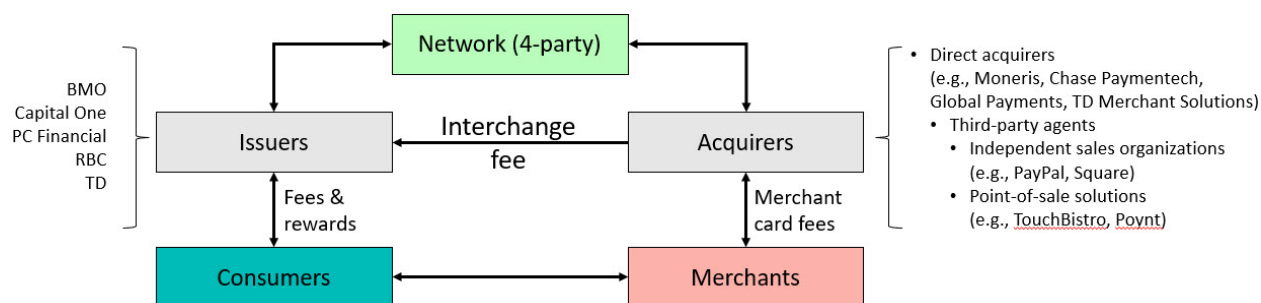 Network (4-party)
BMO
Capital One
PC Financial
RBC
TD
Issuers
Interchange
fee
Acquirers
Fees &
rewards
Merchant
card fees
Consumers
Merchants
• Direct acquirers
(e.g., Moneris, Chase Paymentech,
Global Payments, TD Merchant Solutions)
• Third-party agents
• Independent sales organizations
(e.g., PayPal, Square)
• Point-of-sale solutions
(e.g., TouchBistro, Poynt)